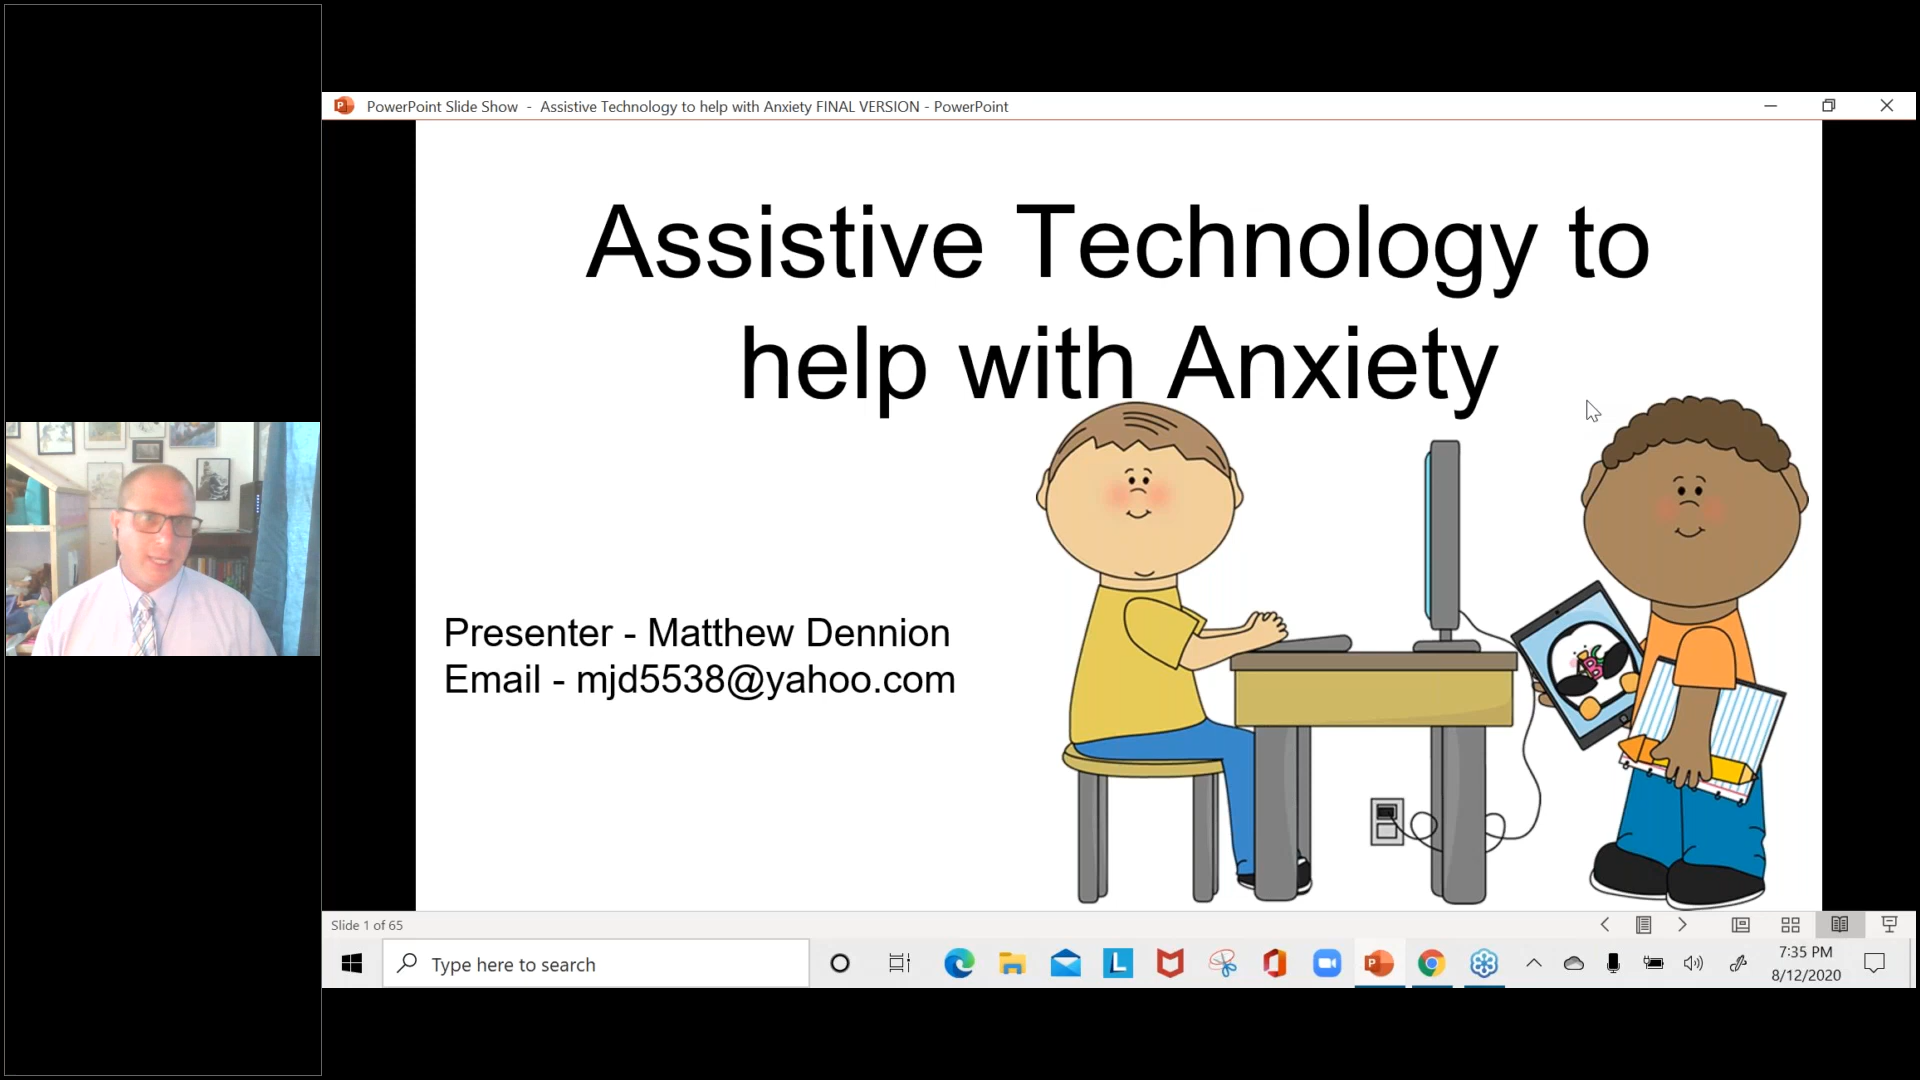 PowerPoint Slide Show - Assistive Technology to help with Anxiety FINAL VERSION - PowerPoint
Assistive Technology to
help with Anxiety
Presenter - Matthew Dennion
Email - mjd5538@yahoo.com
Slide 1 of 65
Type here to search
L
7:35 PM
8/12/2020